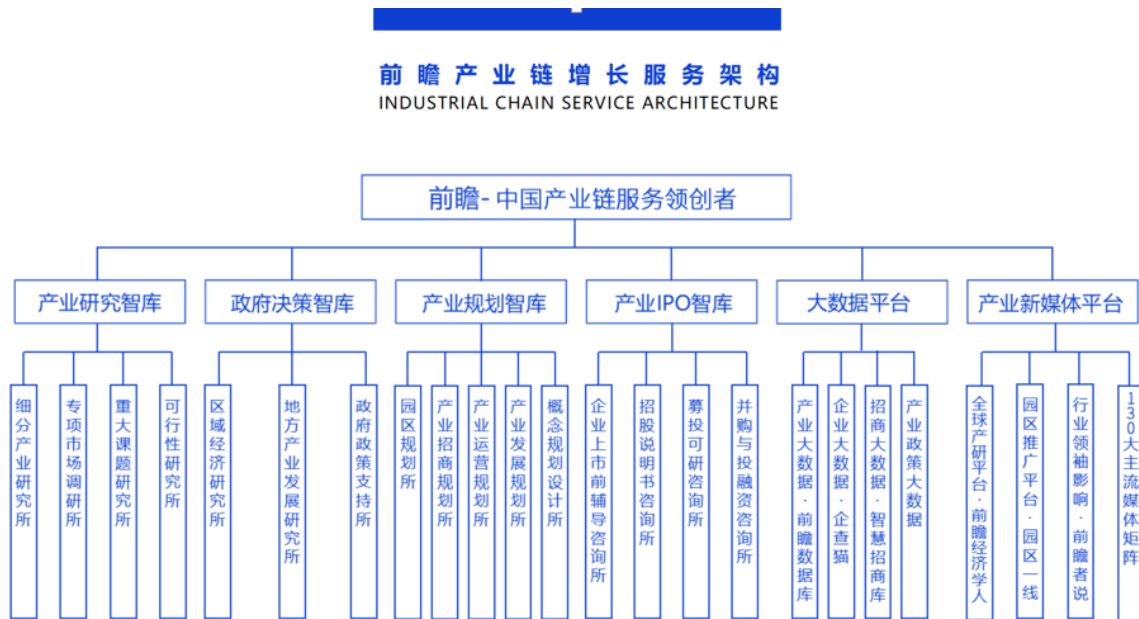 前瞻产业链增长服务架构
INDUSTRIAL CHAIN SERVICE ARCHITECTURE
前瞻-中国产业链服务领创者
产业研究智库
政府决策智库
产业规划智库
产业IPO智库
大数据平台
产业新媒体平台
细分产业研究所
专项市场调研所
重大课题研究所
可行性研究所
区域经济研究所
地方产业发展研究所
政府政策支持所
园区规划所
产业招商规划所
产业运营规划所
产业发展规划所
概念规划设计所
企业上市前辅导咨询所
招股说明书咨询所
募投可研咨询所
并购与投融资咨询所
产业大数据·前瞻数据库
企业大数据·企查猫
招商大数据·智慧招商库
产业政策大数据
全球产研平台·前瞻经济学人
园区推广平台·园区一线
行业领袖影响·前瞻者说
130大主流媒体矩阵